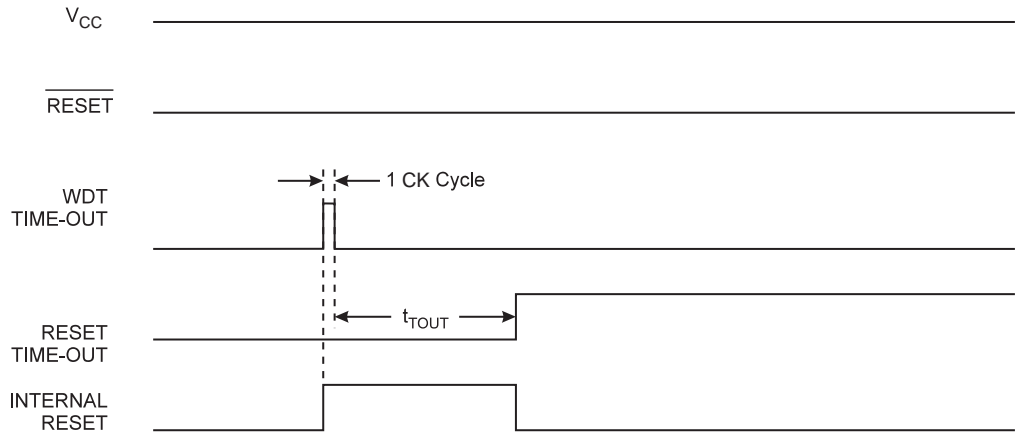 VCC
RESET
1 CK Cycle
WDT
TIME-OUT
tTOUT
RESET
TIME-OUT
INTERNAL
RESET